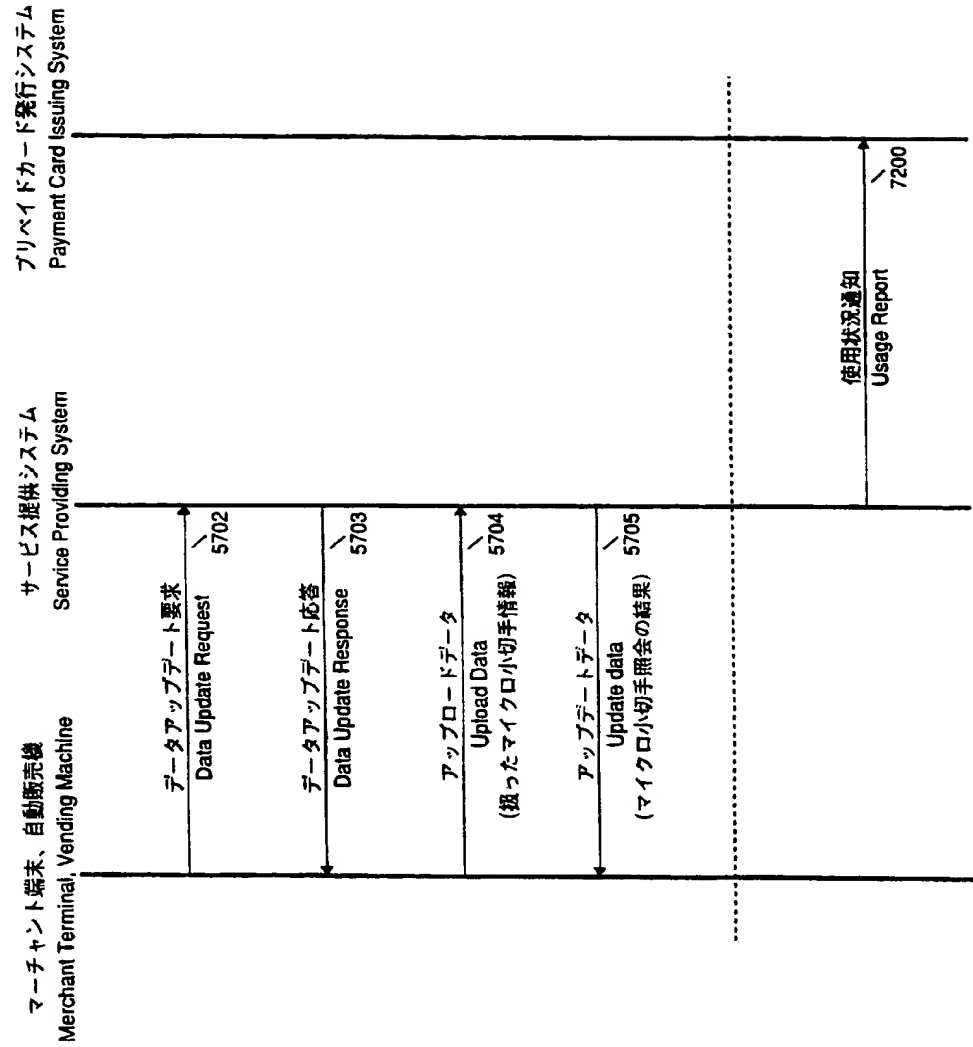 マーチャント端末、自動販売機
Merchant Terminal, Vending Machine
サービス提供システム
Service Providing System
プリペイドカード発行システム
Payment Card Issuing System
データアップデート要求
Data Update Request
5702
データアップデート応答
Data Update Response
5703
アップロードデータ
Upload Data
(扱ったマイクロ小切手情報)
5704
アップデートデータ
Update data
(マイクロ小切手照会の結果)
5705
使用状況通知
Usage Report
7200